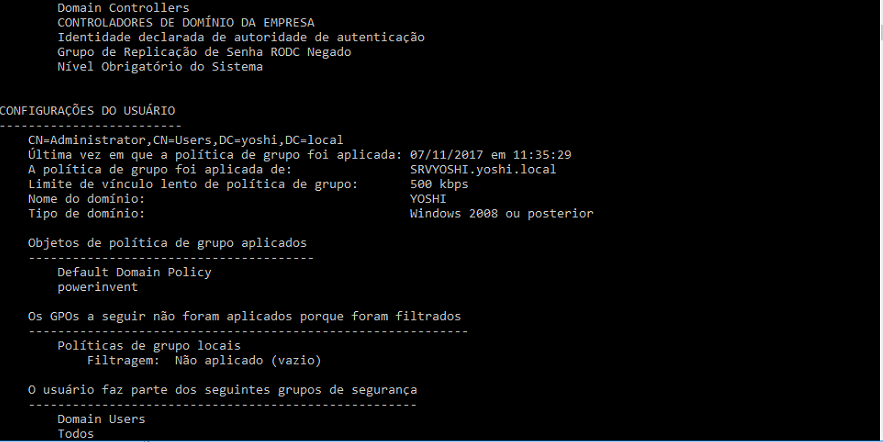 Domain Controllers
CONTROLADORES DE DOMÍNIO DA EMPRESA
Identidade declarada de autoridade de autenticação
Grupo de Replicação de Senha RODC Negado
Nível Obrigatório do Sistema
CONFIGURAÇÕES DO USUÁRIO
-------------------------
CN=Administrator,CN=Users,DC=yoshi,DC=local
Última vez em que a política de grupo foi aplicada: 07/11/2017 em 11:35:29
A política de grupo foi aplicada de: SRVYOSHI.yoshi.local
Limite de vínculo lento de política de grupo: 500 kbps
Nome do domínio: YOSHI
Tipo de domínio: Windows 2008 ou posterior
Objetos de política de grupo aplicados
---------------------------------------
Default Domain Policy
powerinvent
Os GPOs a seguir não foram aplicados porque foram filtrados
------------------------------------------------------------
Políticas de grupo locais
Filtragem: Não aplicado (vazio)
O usuário faz parte dos seguintes grupos de segurança
-----------------------------------------------------
Domain Users
Todos